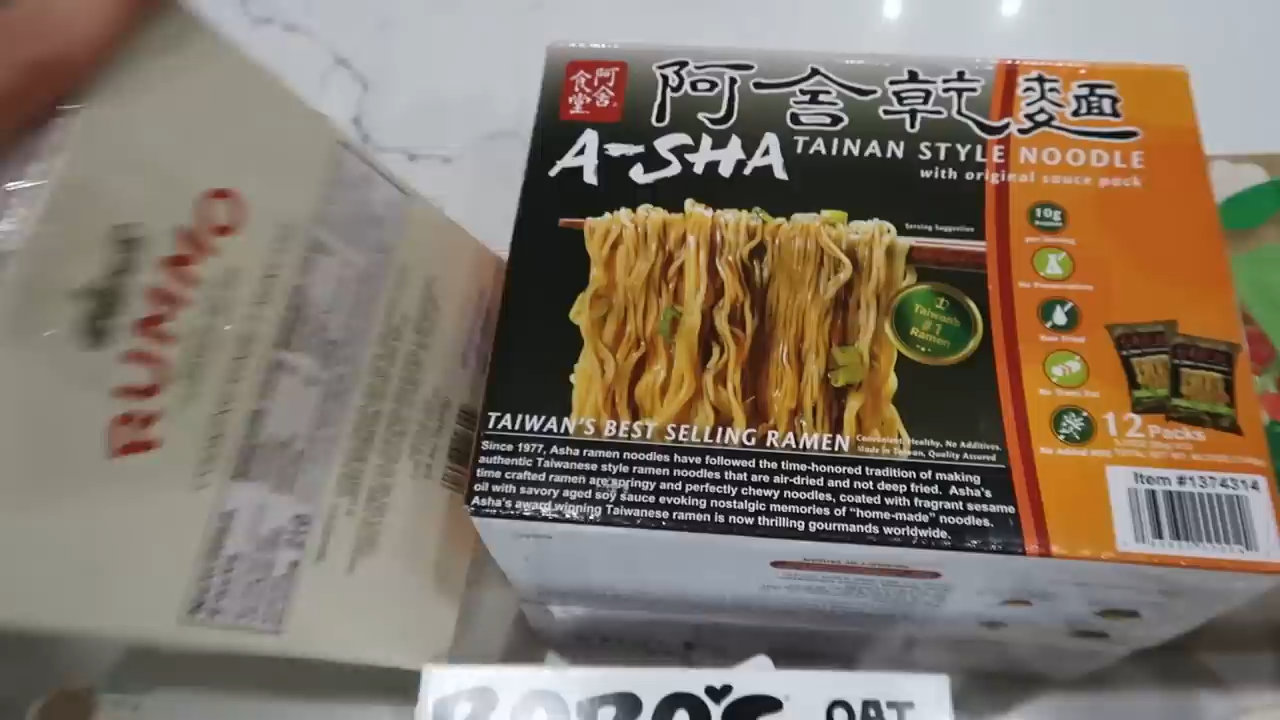 阿舍
食堂
阿舍乾麵
A-SHA
TAINAN STYLE NOODLE
with original sauce pack
Serving Suggestion
10g
No Preservatives
Taiwan's
#1
Ramen
TAIWAN'S BEST SELLING RAMEN
Convenient, Healthy, No Additives.
Made in Taiwan, Quality Assured
Since 1977, Asha ramen noodles have followed the time-honored tradition of making
authentic Taiwanese style ramen noodles that are air-dried and not deep fried. Asha's
time crafted ramen are springy and perfectly chewy noodles, coated with fragrant sesame
oil with savory aged soy sauce evoking nostalgic memories of "home-made" noodles.
Asha's award winning Taiwanese ramen is now thrilling gourmands worldwide.
12 Packs
Item #1374314
RUMMO
BOBO'S OAT